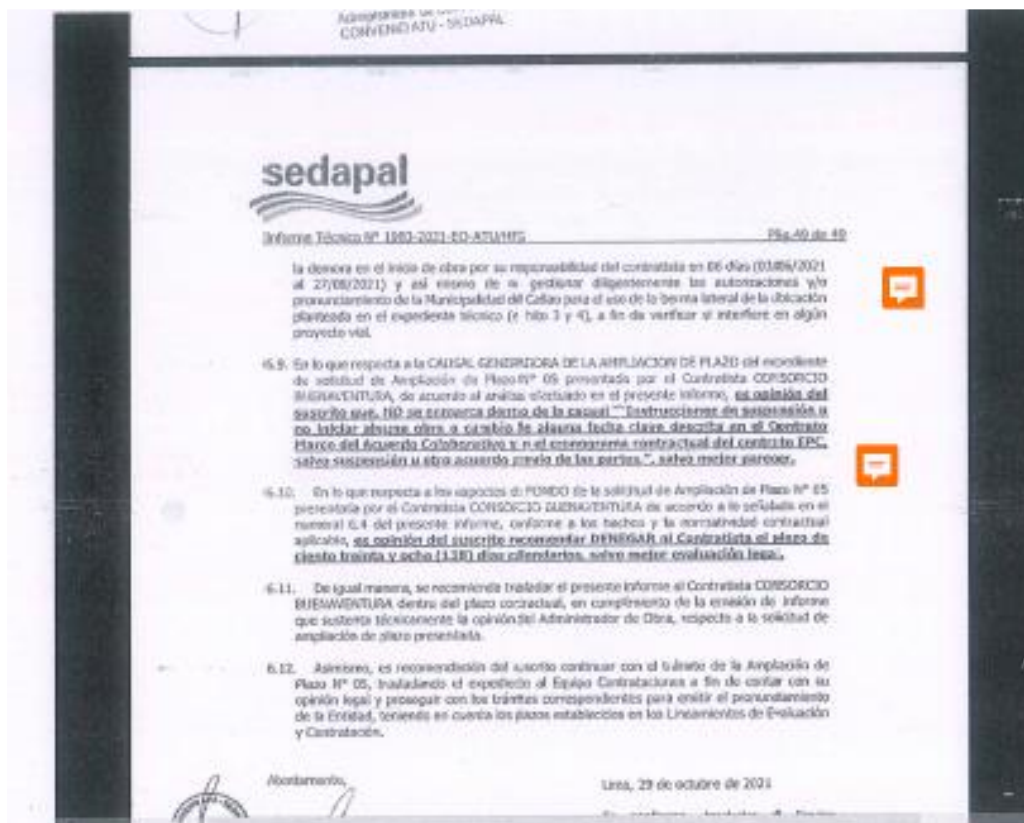 CONVENIO ATU - SEDAPAL
sedapal
Informe Técnico Nº 1983-2021-EO-ATU/HFG Pág.49 de 49
la demora en el inicio de obra por su responsabilidad del contratista en 86 días (03/06/2021
al 27/08/2021) y así mismo de gestionar diligentemente las autorizaciones y/o
pronunciamiento de la Municipalidad del Callao para el uso de la berma lateral de la ubicación
planteada en el expediente técnico (e hito 3 y 4), a fin de verificar si interfiere en algún
proyecto vial.
6.9. En lo que respecta a la CAUSAL GENERADORA DE LA AMPLIACION DE PLAZO del expediente
de solicitud de Ampliación de Plazo Nº 05 presentada por el Contratista CONSORCIO
BUENAVENTURA, de acuerdo al análisis efectuado en el presente informe, es opinión del
suscrito que, NO se enmarca dentro de la causal "Instrucciones de suspensión o
no iniciar alguna obra o cambio de alguna fecha clave descrita en el Contrato
Marco del Acuerdo Colaborativo y n el cronograma contractual del contrato EPC,
salvo suspensión u otro acuerdo previo de las partes.", salvo mejor parecer.
6.10. En lo que respecta a los aspectos de FONDO de la solicitud de Ampliación de Plazo Nº 05
presentada por el Contratista CONSORCIO BUENAVENTURA de acuerdo a lo señalado en el
numeral 6.4 del presente informe, conforme a los hechos y la normatividad contractual
aplicable, es opinión del suscrito recomendar DENEGAR al Contratista el plazo de
ciento treinta y ocho (138) días calendarios, salvo mejor evaluación legal.
6.11. De igual manera, se recomienda trasladar el presente informe al Contratista CONSORCIO
BUENAVENTURA dentro del plazo contractual, en cumplimiento de la emisión de informe
que sustenta técnicamente la opinión del Administrador de Obra, respecto a la solicitud de
ampliación de plazo presentada.
6.12. Asimismo, es recomendación del suscrito continuar con el trámite de la Ampliación de
Plazo Nº 05, trasladando el expediente al Equipo Contrataciones a fin de contar con su
opinión legal y proseguir con los trámites correspondientes para emitir el pronunciamiento
de la Entidad, teniendo en cuenta los plazos establecidos en los Lineamientos de Evaluación
y Contratación.
Atentamente,
Lima, 29 de octubre de 2021